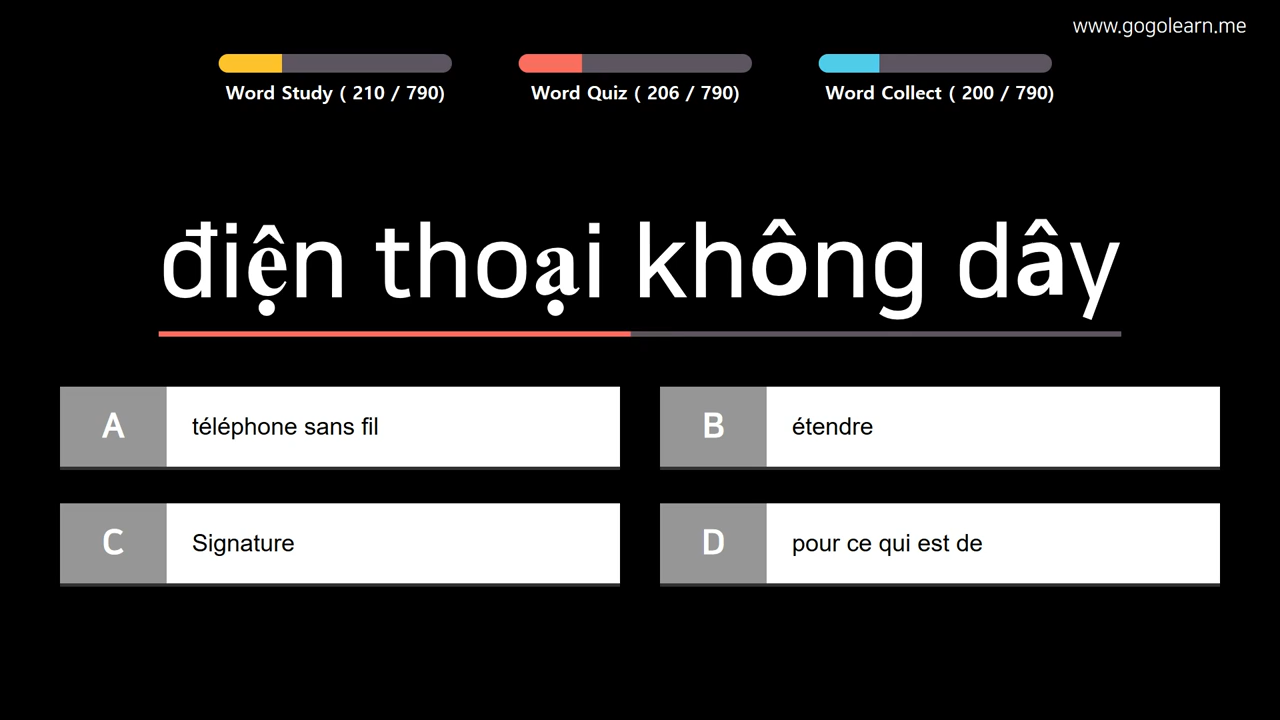 www.gogolearn.me
Word Study ( 210 / 790)
Word Quiz ( 206 / 790)
Word Collect ( 200 / 790)
điện thoại không dây
A téléphone sans fil
B étendre
C Signature
D pour ce qui est de